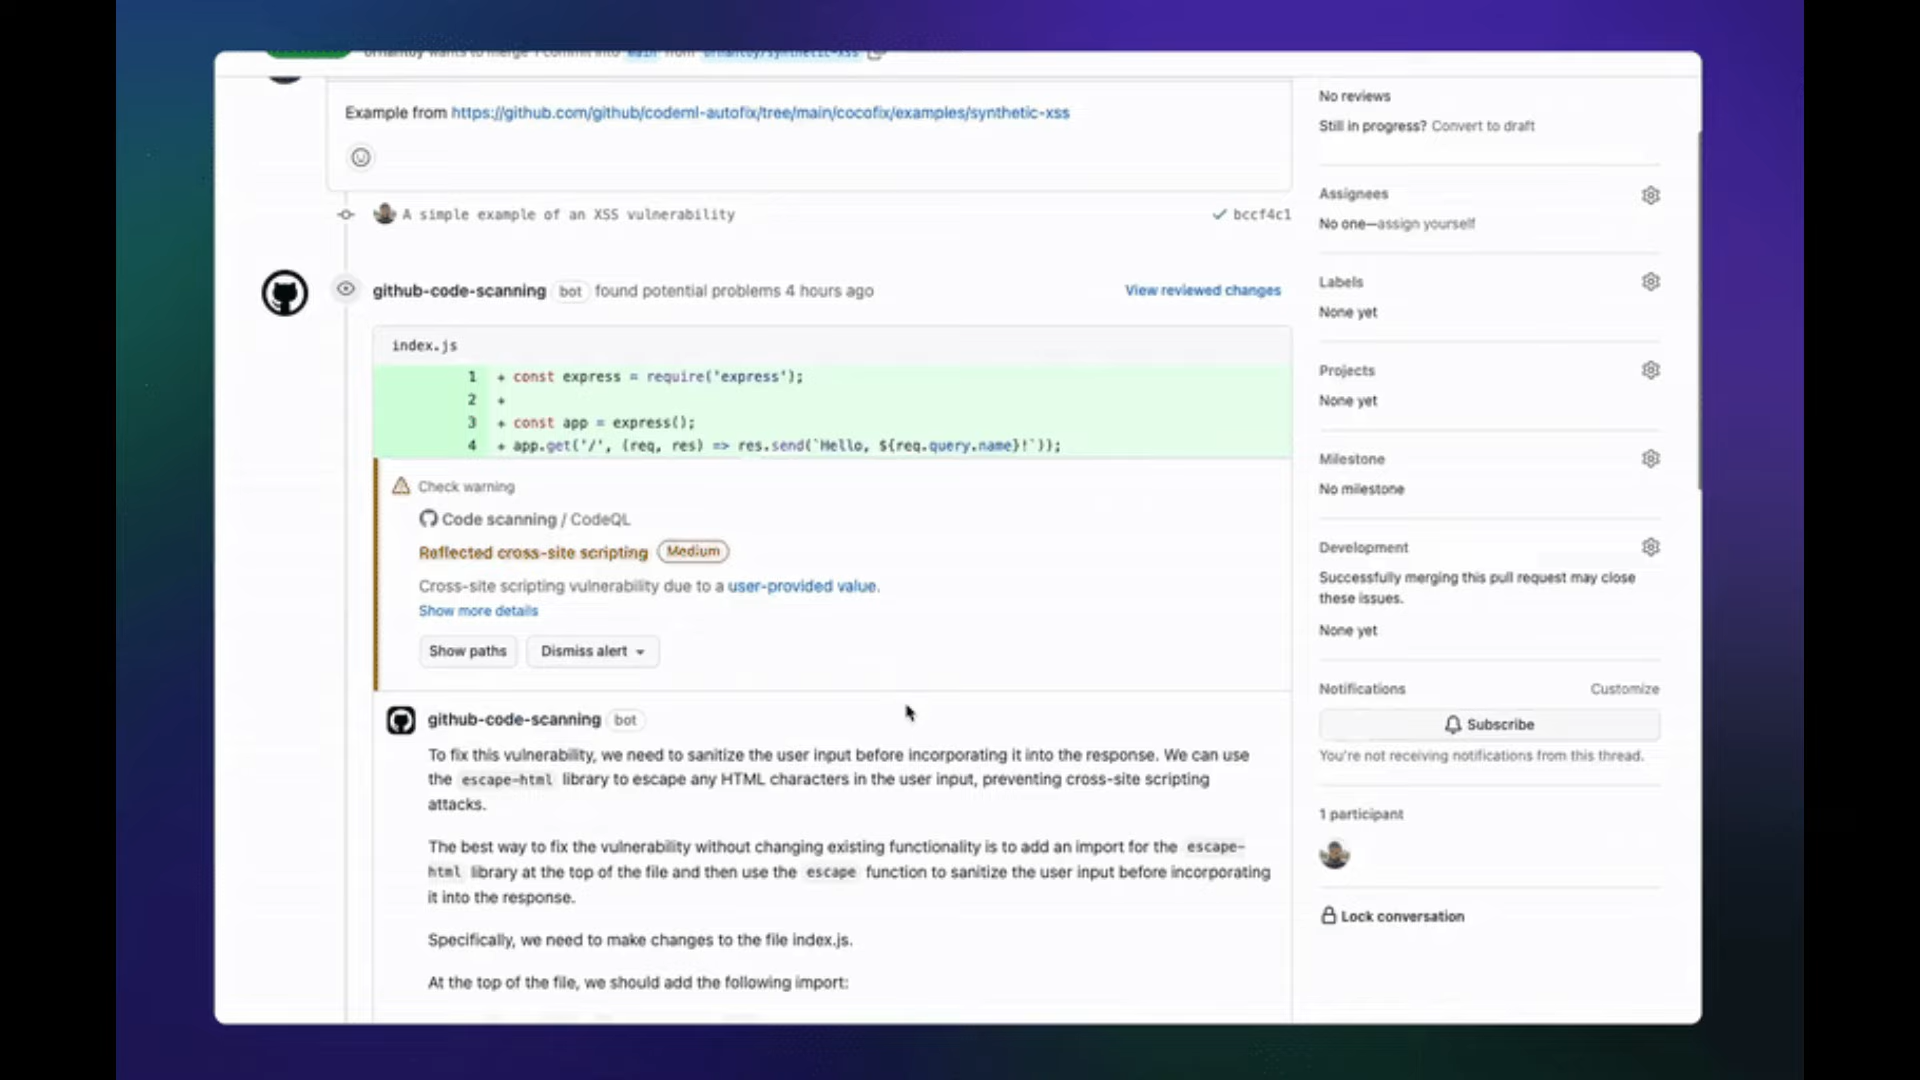 wants to merge 1 commit into main from synthetic-xss
Example from https://github.com/github/codeml-autofix/tree/main/cocofix/examples/synthetic-xss
A simple example of an XSS vulnerability
bccf4c1
github-code-scanning bot found potential problems 4 hours ago
View reviewed changes
index.js
1 + const express = require('express');
2 +
3 + const app = express();
4 + app.get('/', (req, res) => res.send(`Hello, ${req.query.name}!`));
Check warning
Code scanning / CodeQL
Reflected cross-site scripting Medium
Cross-site scripting vulnerability due to a user-provided value.
Show more details
Show paths
Dismiss alert
github-code-scanning bot
To fix this vulnerability, we need to sanitize the user input before incorporating it into the response. We can use
the escape-html library to escape any HTML characters in the user input, preventing cross-site scripting
attacks.
The best way to fix the vulnerability without changing existing functionality is to add an import for the escape-
html library at the top of the file and then use the escape function to sanitize the user input before incorporating
it into the response.
Specifically, we need to make changes to the file index.js.
At the top of the file, we should add the following import:
No reviews
Still in progress? Convert to draft
Assignees
No one—assign yourself
Labels
None yet
Projects
None yet
Milestone
No milestone
Development
Successfully merging this pull request may close
these issues.
None yet
Notifications
Customize
Subscribe
You're not receiving notifications from this thread.
1 participant
Lock conversation